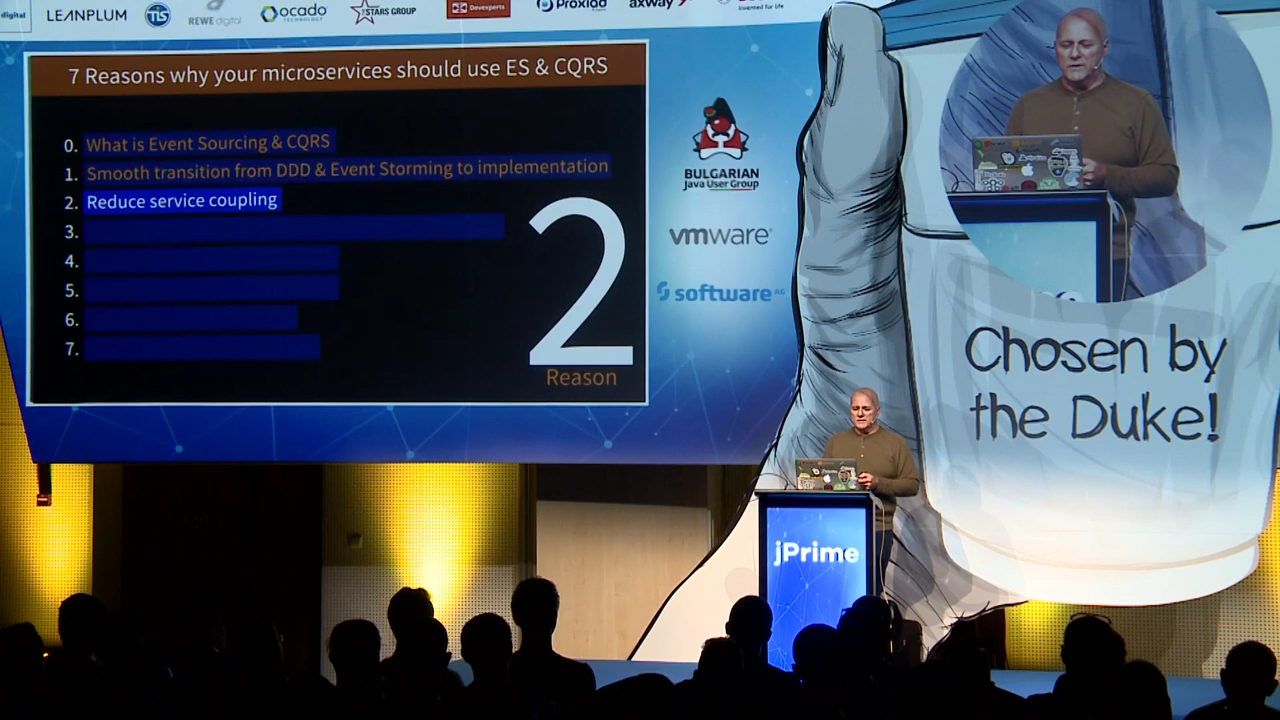 digital
LEANPLUM
TIS
REWE digital
ocado
TECHNOLOGY
STARS GROUP
Devexperts
Proxiad
axway
7 Reasons why your microservices should use ES & CQRS
0. What is Event Sourcing & CQRS
1. Smooth transition from DDD & Event Storming to implementation
2. Reduce service coupling
3.
4.
5.
6.
7.
2
Reason
BULGARIAN
Java User Group
vmware
software AG
Chosen by
the Duke!
jPrime